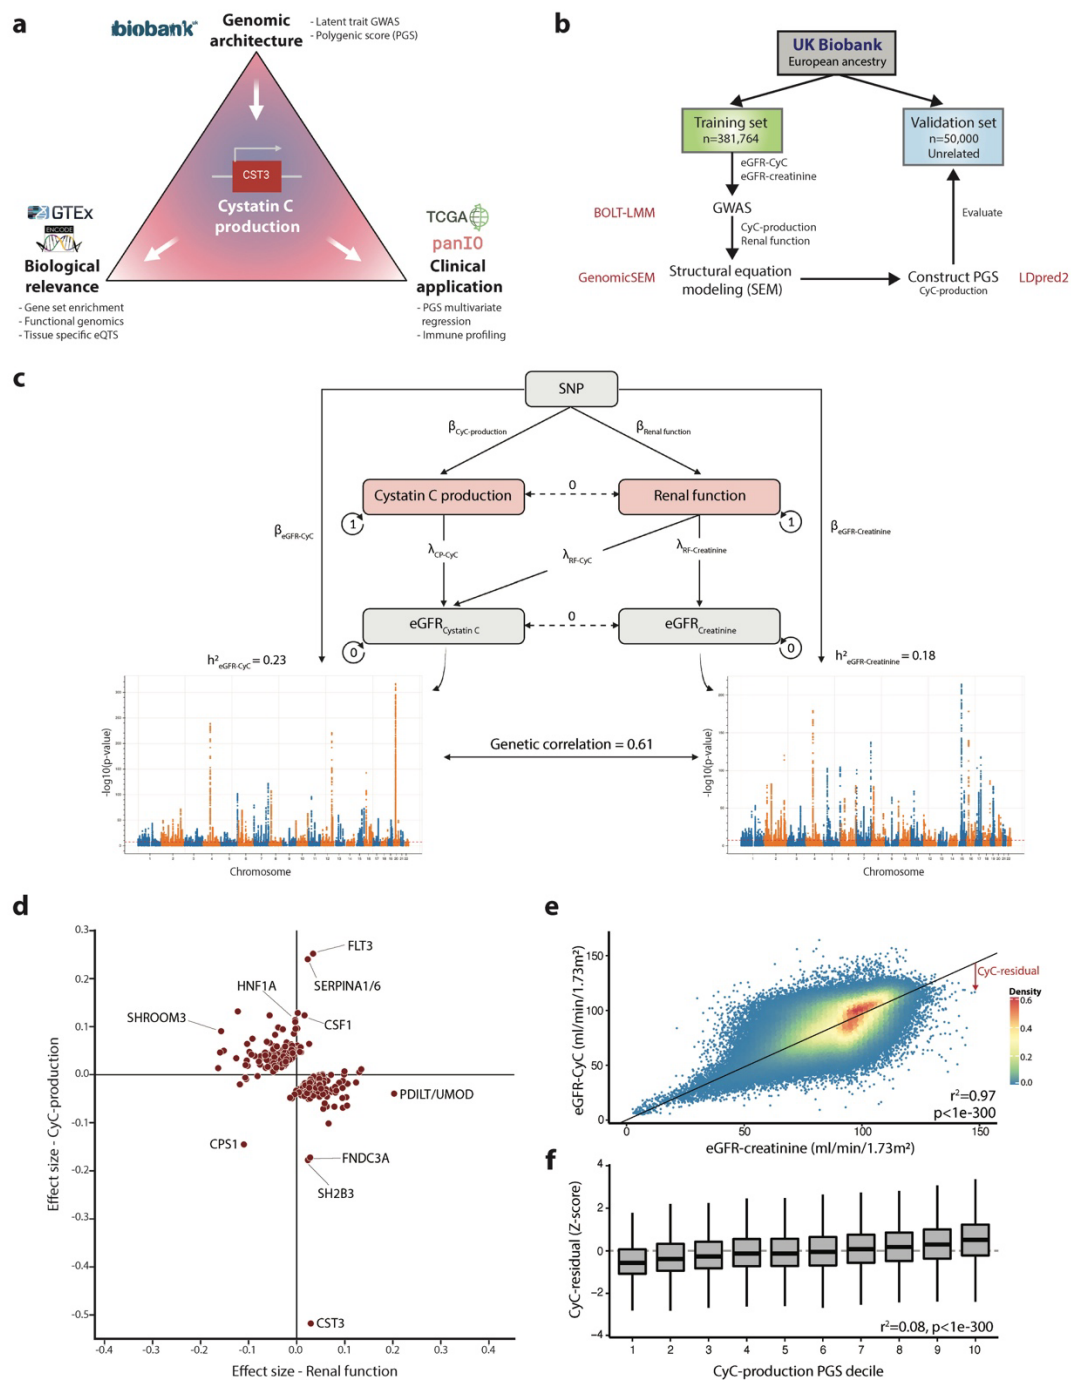 a
biobank uk
Genomic
architecture
- Latent trait GWAS
- Polygenic score (PGS)
CST3
Cystatin C
production
GTEx
ENCODE
Biological
relevance
- Gene set enrichment
- Functional genomics
- Tissue specific eQTS
TCGA
panIO
Clinical
application
- PGS multivariate
regression
- Immune profiling
b
UK Biobank
European ancestry
Training set
n=381,764
Validation set
n=50,000
Unrelated
eGFR-CyC
eGFR-creatinine
BOLT-LMM
GWAS
Evaluate
CyC-production
Renal function
GenomicSEM
Structural equation
modeling (SEM)
Construct PGS
CyC-production
LDpred2
c
SNP
βCyC-production
βRenal function
Cystatin C production
0
Renal function
1
1
βeGFR-CyC
βeGFR-Creatinine
λCP-CyC
λRF-CyC
λRF-Creatinine
eGFRCystatin C
0
eGFRCreatinine
0
0
h²eGFR-CyC = 0.23
h²eGFR-Creatinine = 0.18
-log10(p-value)
Chromosome
Genetic correlation = 0.61
-log10(p-value)
Chromosome
d
0.3
0.2
0.1
0.0
-0.1
-0.2
-0.3
-0.4
-0.5
Effect size - CyC-production
FLT3
SERPINA1/6
HNF1A
CSF1
SHROOM3
PDILT/UMOD
CPS1
FNDC3A
SH2B3
CST3
-0.4 -0.3 -0.2 -0.1 0.0 0.1 0.2 0.3 0.4
Effect size - Renal function
e
150
100
50
0
eGFR-CyC (ml/min/1.73m²)
CyC-residual
Density
0.6
0.4
0.2
0.0
r²=0.97
p<1e-300
0 50 100 150
eGFR-creatinine (ml/min/1.73m²)
f
4
2
0
−2
−4
CyC-residual (Z-score)
r²=0.08, p<1e-300
1 2 3 4 5 6 7 8 9 10
CyC-production PGS decile